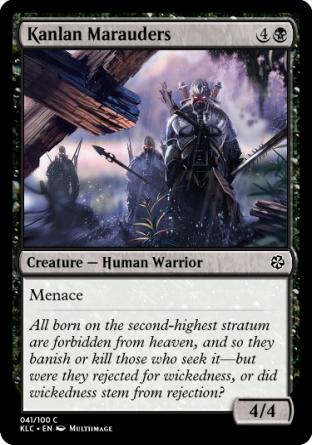 Kanlan Marauders 4
Creature — Human Warrior
Menace
All born on the second-highest stratum
are forbidden from heaven, and so they
banish or kill those who seek it—but
were they rejected for wickedness, or did
wickedness stem from rejection?
4/4
041/100 C
KLC • EN Multimage